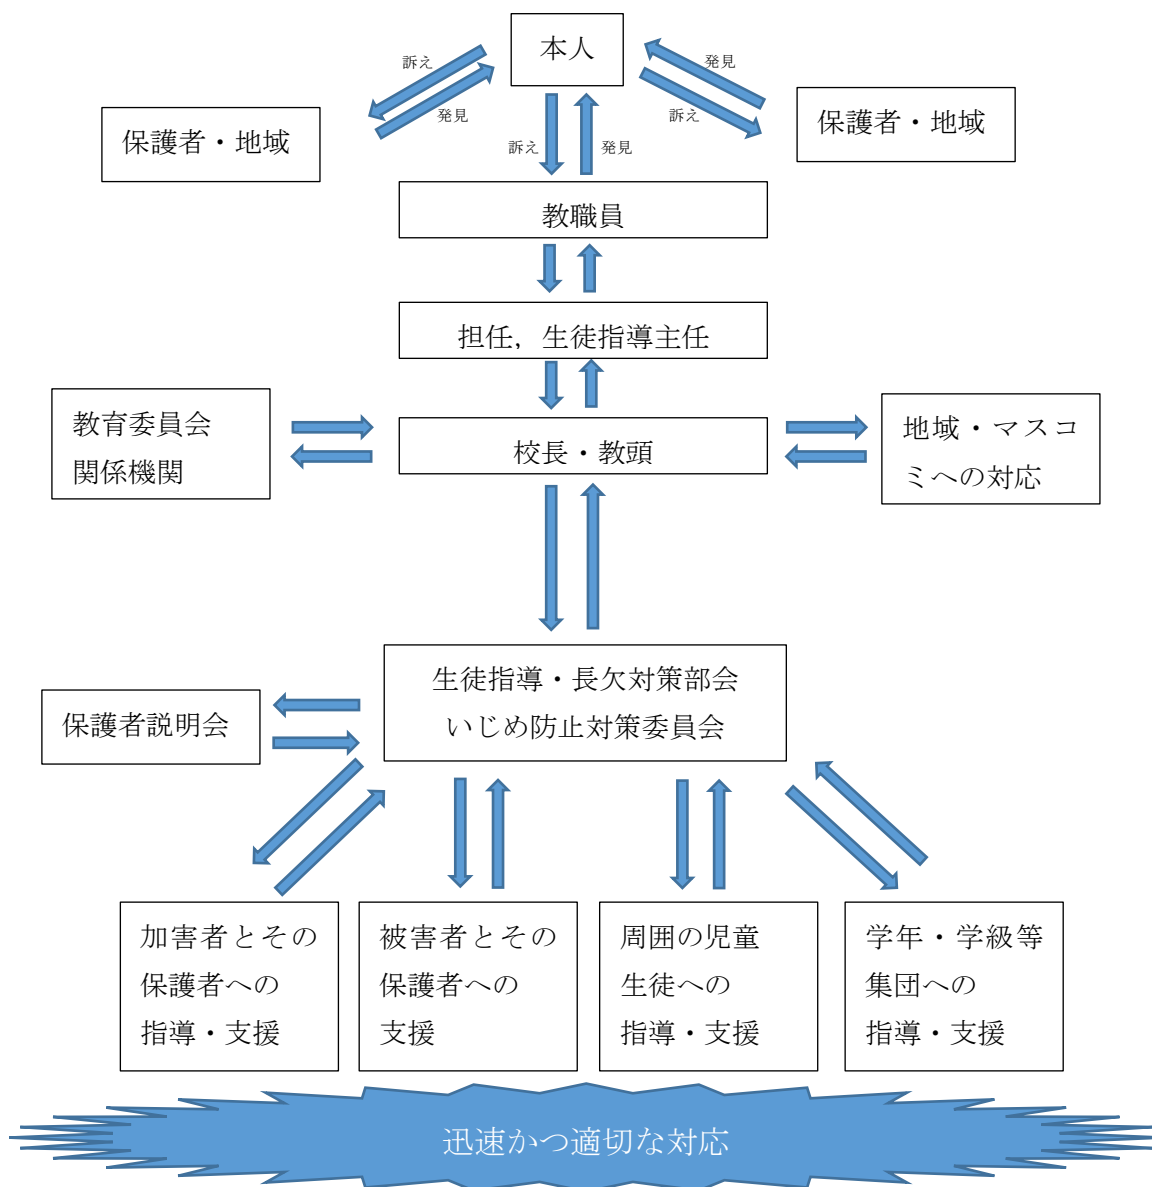 本人
訴え
発見
発見
訴え
訴え
発見
保護者・地域
保護者・地域
教職員
担任，生徒指導主任
教育委員会
関係機関
校長・教頭
地域・マスコ
ミへの対応
生徒指導・長欠対策部会
いじめ防止対策委員会
保護者説明会
加害者とその
保護者への
指導・支援
被害者とその
保護者への
支援
周囲の児童
生徒への
指導・支援
学年・学級等
集団への
指導・支援
迅速かつ適切な対応